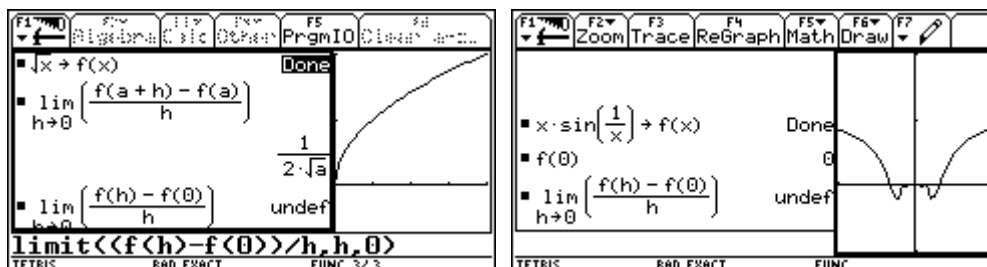 F1 F5
Algebra Calc Other PrgmIO Clear
√x → f(x) Done
lim h→0 (f(a + h) − f(a) / h)
1 / 2·√a
lim h→0 (f(h) − f(0) / h) undef
limit((f(h)-f(0))/h,h,0)
TETRIS RAD EXACT FUNC 3/3
F1 F2 F3 F4 F5 F6 F7
Zoom Trace ReGraph Math Draw
x·sin(1/x) → f(x) Done
f(0) 0
lim h→0 (f(h) − f(0) / h) undef
TETRIS RAD EXACT FUNC